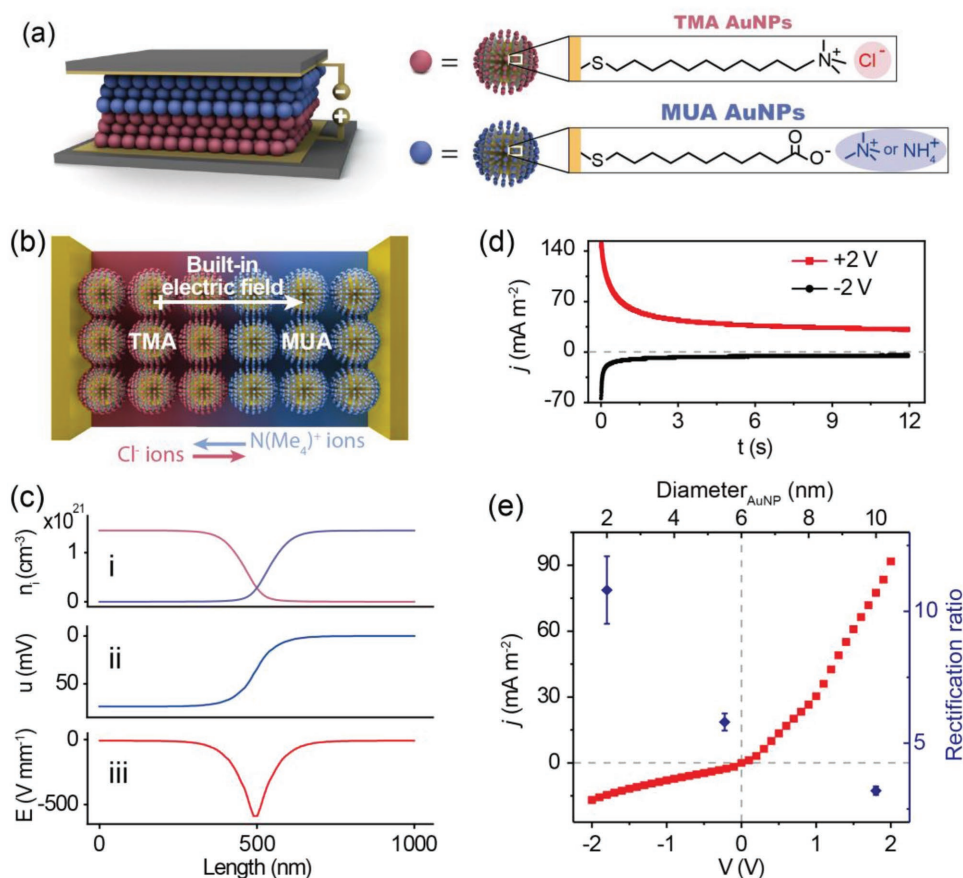 (a)
TMA AuNPs
=
S
N
+
Cl⁻
−
+
MUA AuNPs
=
S
O
O⁻
N⁺ or NH₄⁺
(b)
Built-in
electric field
TMA
MUA
N(Me₄)⁺ ions
Cl⁻ ions
(c)
x10²¹
1
0
nᵢ (cm⁻³)
i
0
50
u (mV)
ii
0
-500
E (V mm⁻¹)
iii
0
500
1000
Length (nm)
(d)
140
70
0
-70
j (mA m⁻²)
+2 V
-2 V
0
3
6
9
12
t (s)
(e)
Diameter AuNP (nm)
2
4
6
8
10
90
60
30
0
j (mA m⁻²)
10
5
Rectification ratio
-2
-1
0
1
2
V (V)